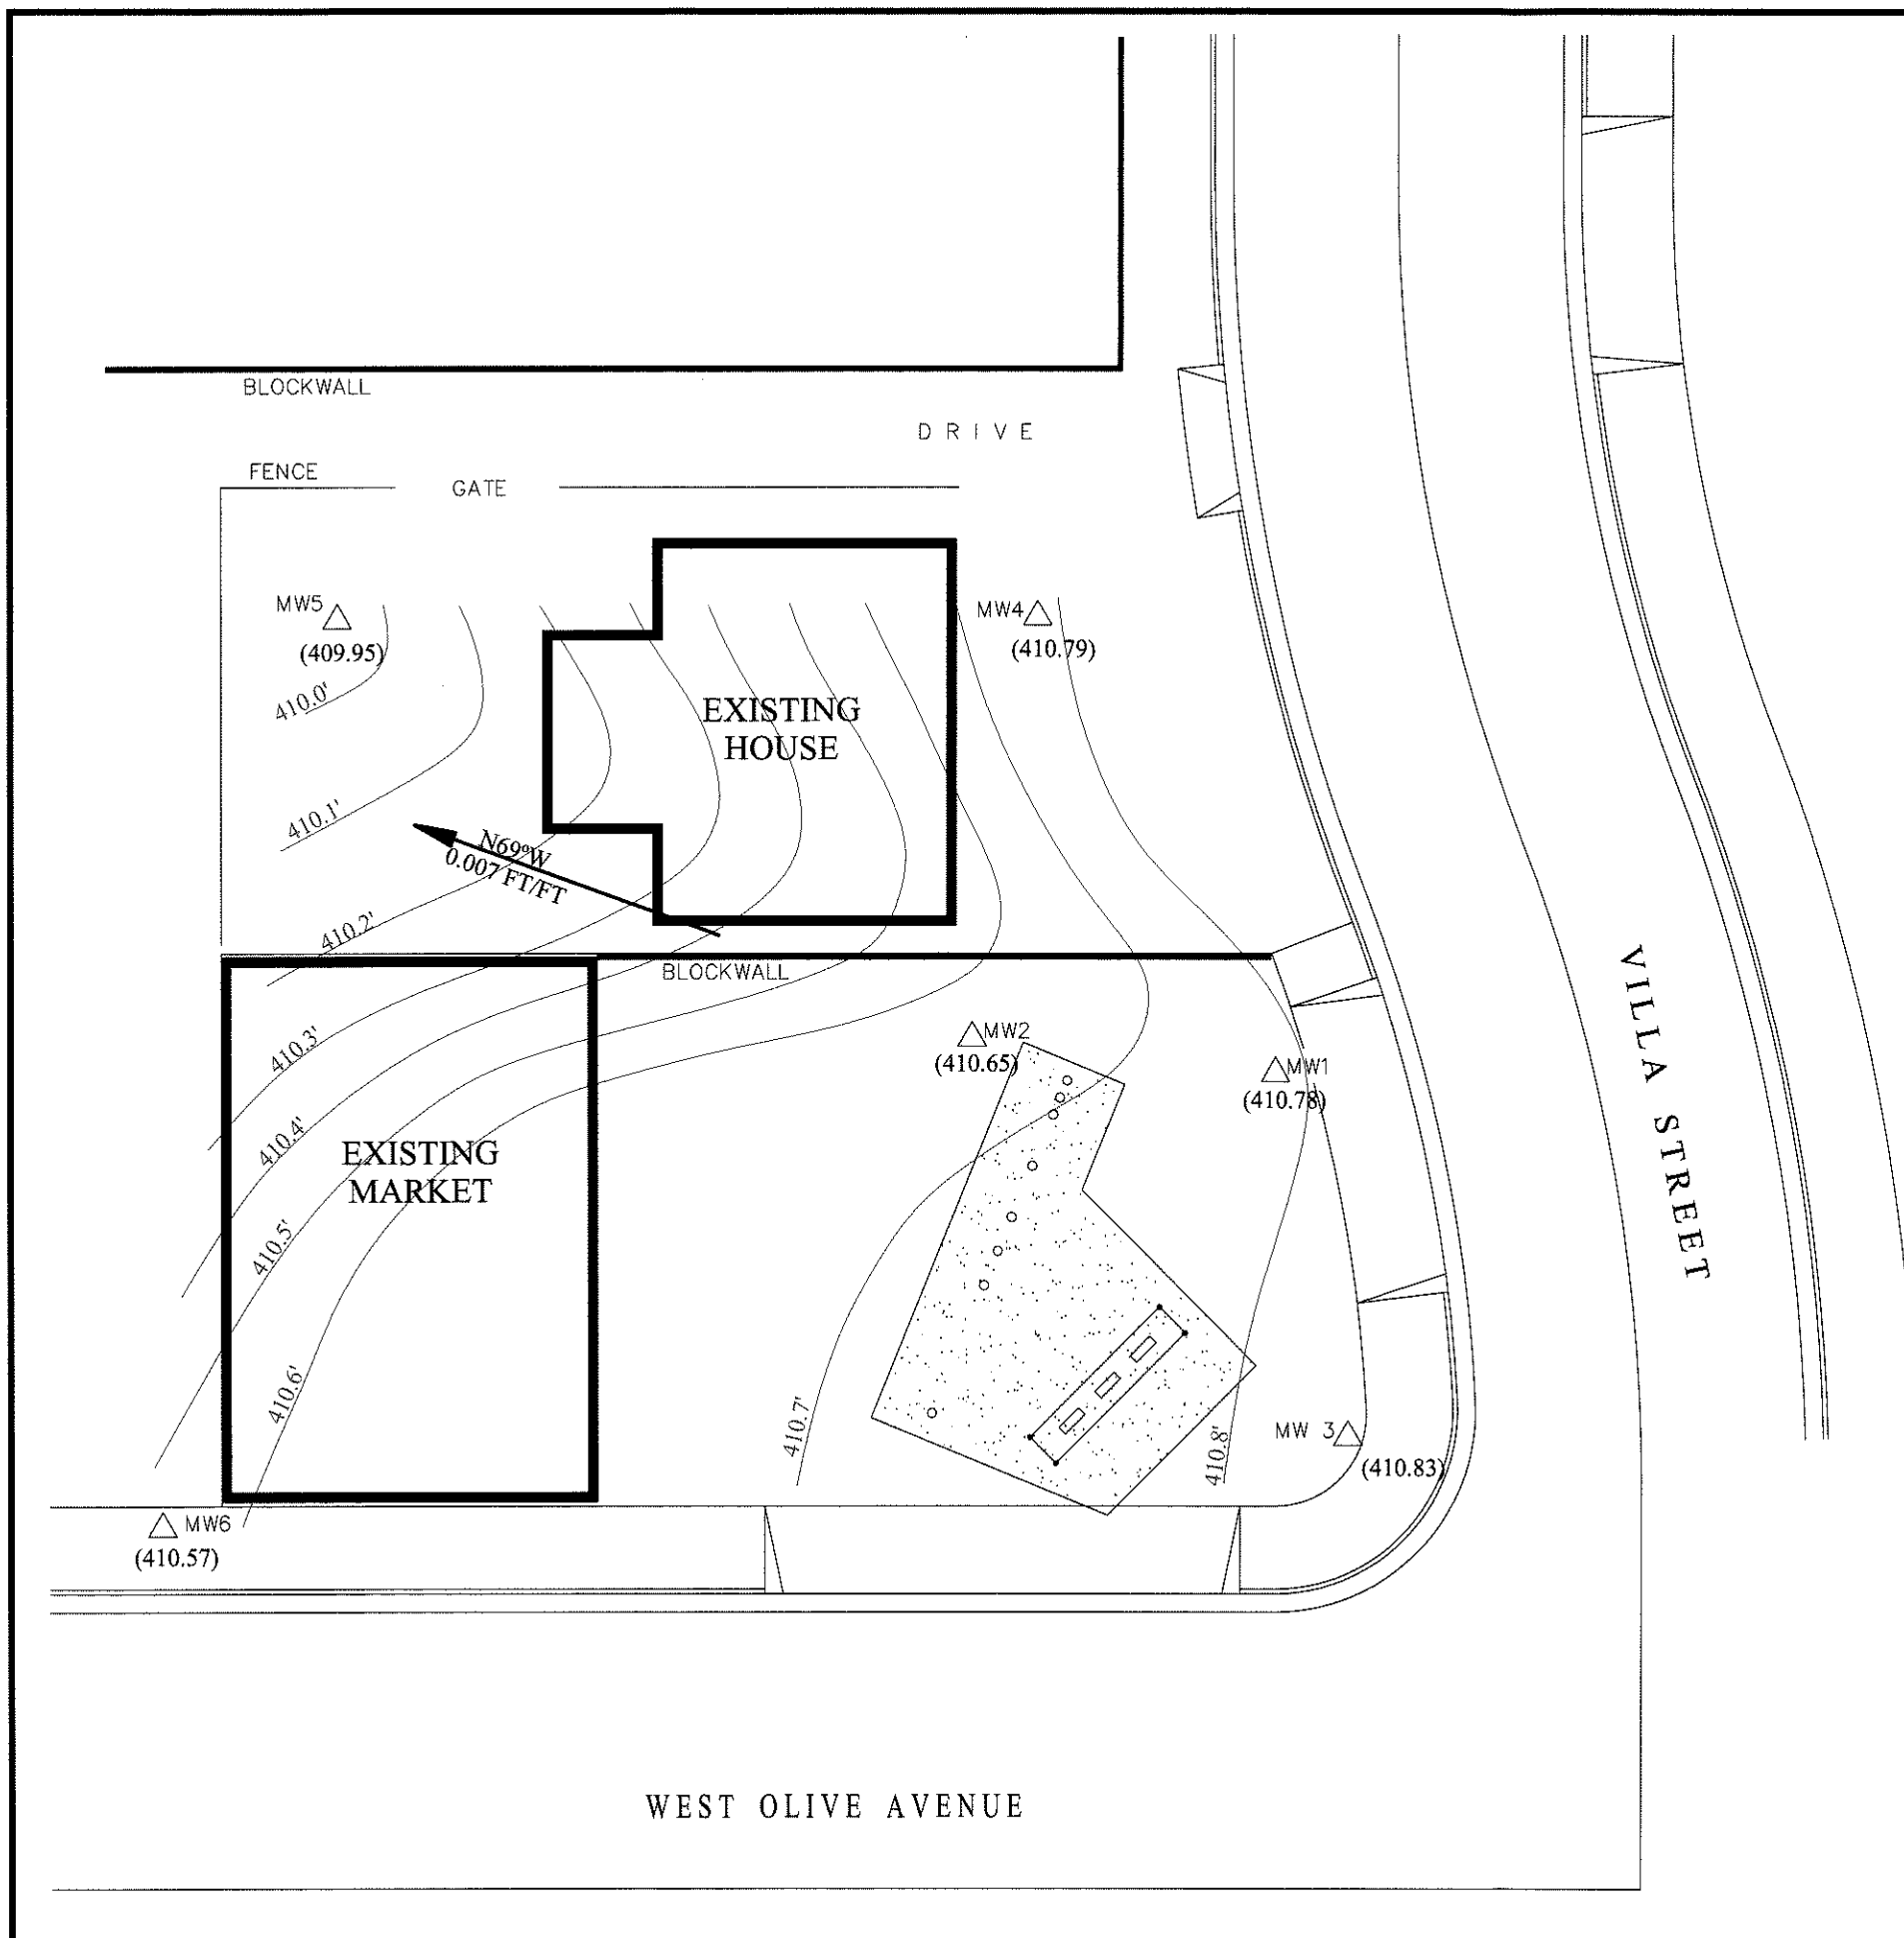 BLOCKWALL
DRIVE
FENCE
GATE
MW5
(409.95)
MW4
(410.79)
410.0'
EXISTING
HOUSE
410.1'
N69ºW
0.007 FT/FT
410.2'
BLOCKWALL
VILLA STREET
410.3'
MW2
(410.65)
MW1
(410.78)
410.4'
EXISTING
MARKET
410.5'
410.6'
410.7'
410.8'
MW 3
(410.83)
MW6
(410.57)
WEST OLIVE AVENUE